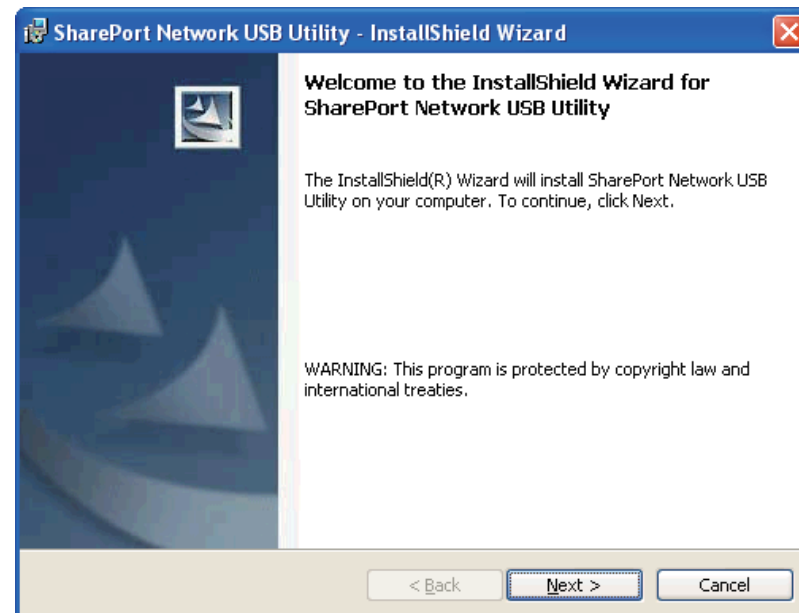 SharePort Network USB Utility - InstallShield Wizard
Welcome to the InstallShield Wizard for
SharePort Network USB Utility
The InstallShield(R) Wizard will install SharePort Network USB
Utility on your computer. To continue, click Next.
WARNING: This program is protected by copyright law and
international treaties.
< Back
Next >
Cancel